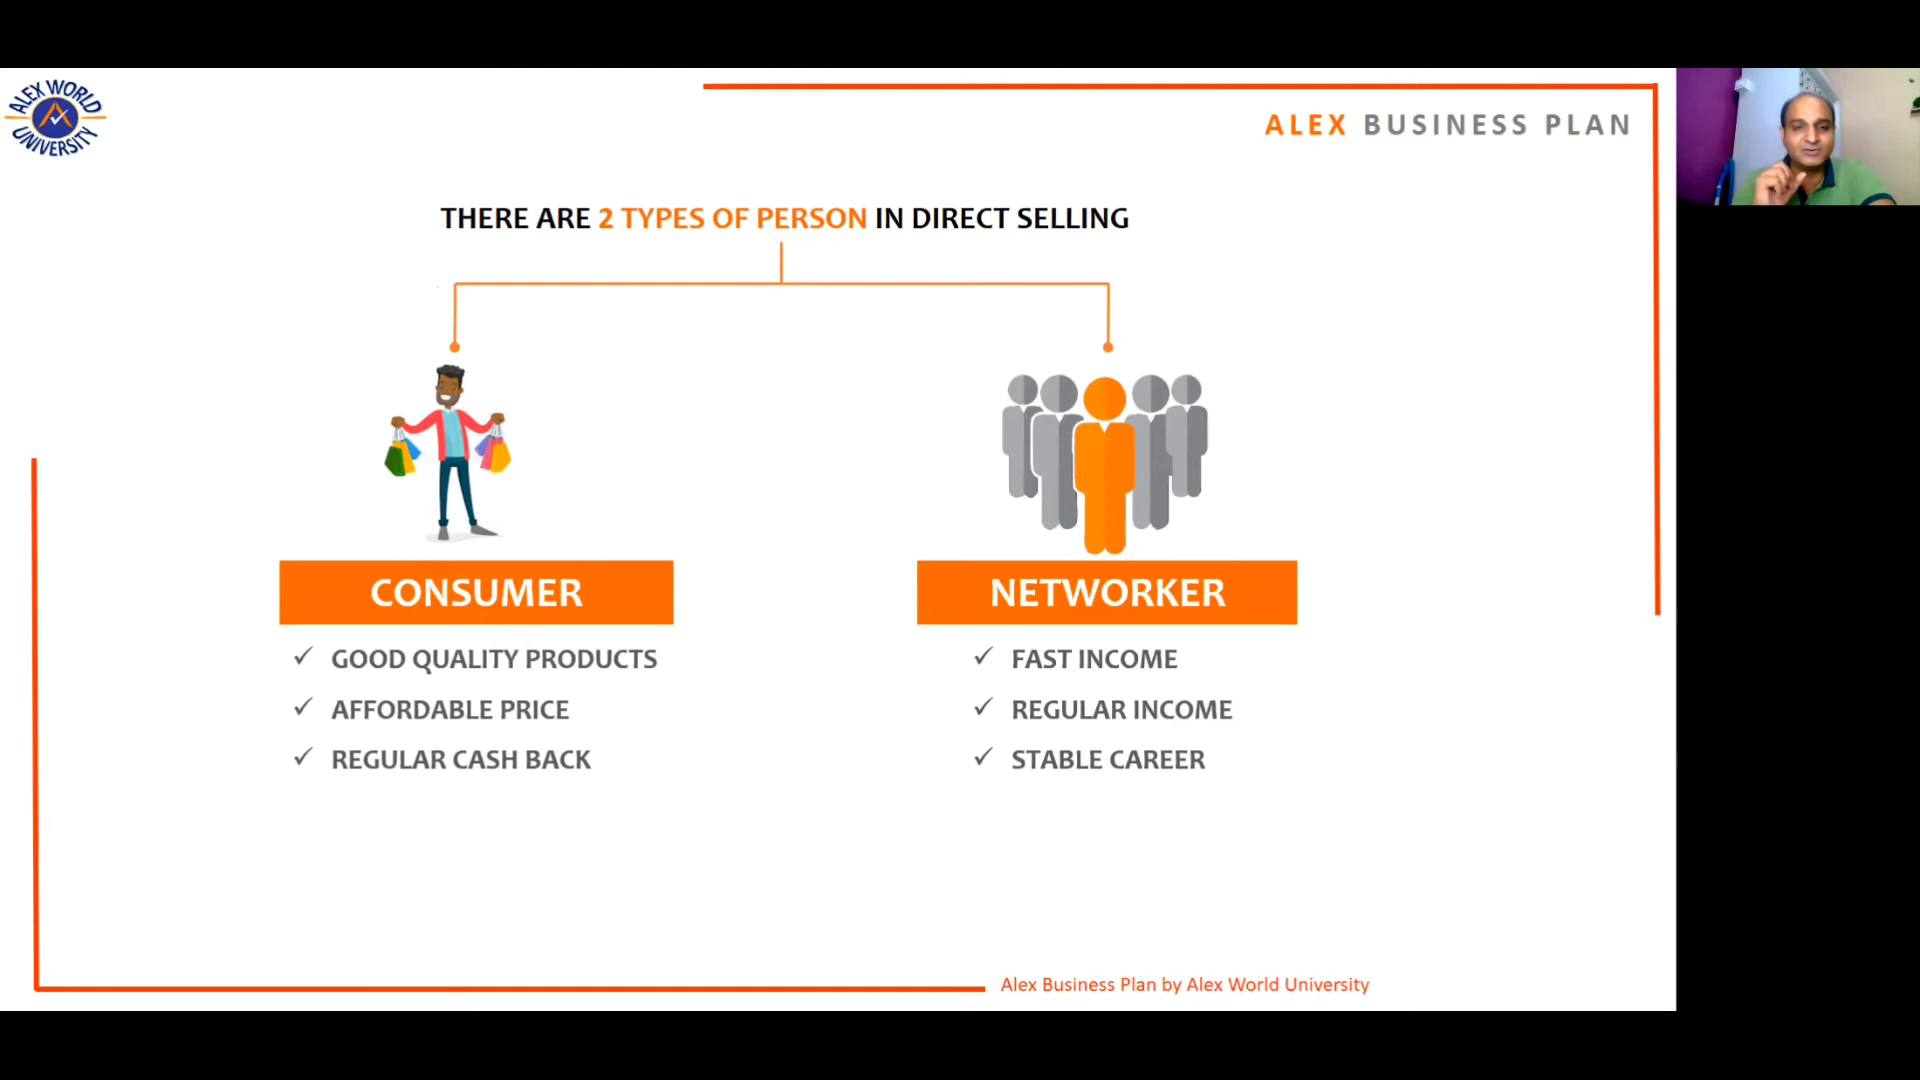 ALEX WORLD
UNIVERSITY
ALEX BUSINESS PLAN
THERE ARE 2 TYPES OF PERSON IN DIRECT SELLING
CONSUMER
✓ GOOD QUALITY PRODUCTS
✓ AFFORDABLE PRICE
✓ REGULAR CASH BACK
NETWORKER
✓ FAST INCOME
✓ REGULAR INCOME
✓ STABLE CAREER
Alex Business Plan by Alex World University